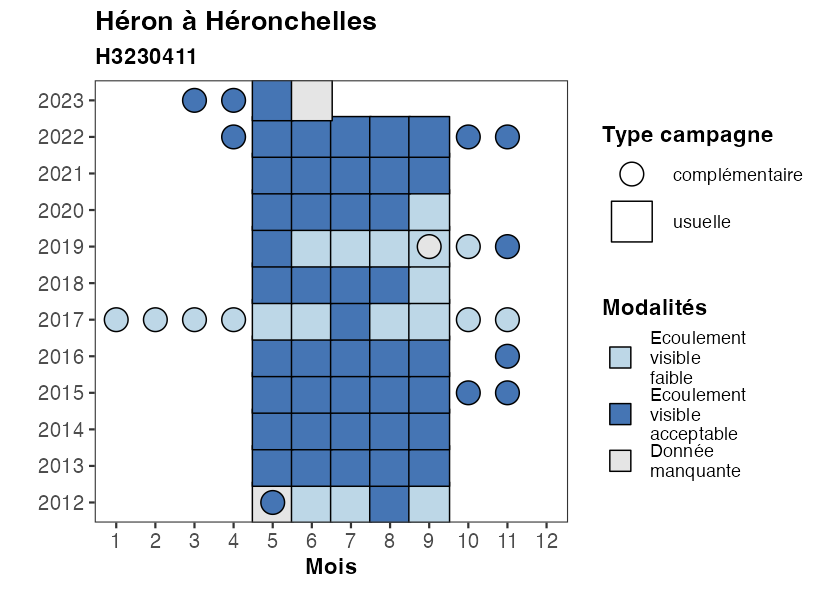 Héron à Héronchelles
H3230411
2023
2022
2021
2020
2019
2018
2017
2016
2015
2014
2013
2012
1 2 3 4 5 6 7 8 9 10 11 12
Mois
Type campagne
complémentaire
usuelle
Modalités
Ecoulement
visible
faible
Ecoulement
visible
acceptable
Donnée
manquante